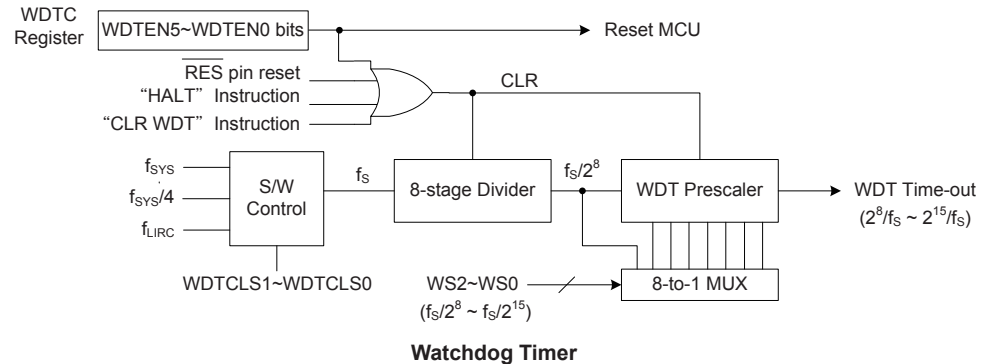 WDTC
Register
WDTEN5~WDTEN0 bits
Reset MCU
RES pin reset
“HALT” Instruction
“CLR WDT” Instruction
CLR
fSYS
fSYS/4
fLIRC
S/W
Control
fS
8-stage Divider
fS/2⁸
WDT Prescaler
WDT Time-out
(2⁸/fS ~ 2¹⁵/fS)
WDTCLS1~WDTCLS0
WS2~WS0
(fS/2⁸ ~ fS/2¹⁵)
8-to-1 MUX
Watchdog Timer